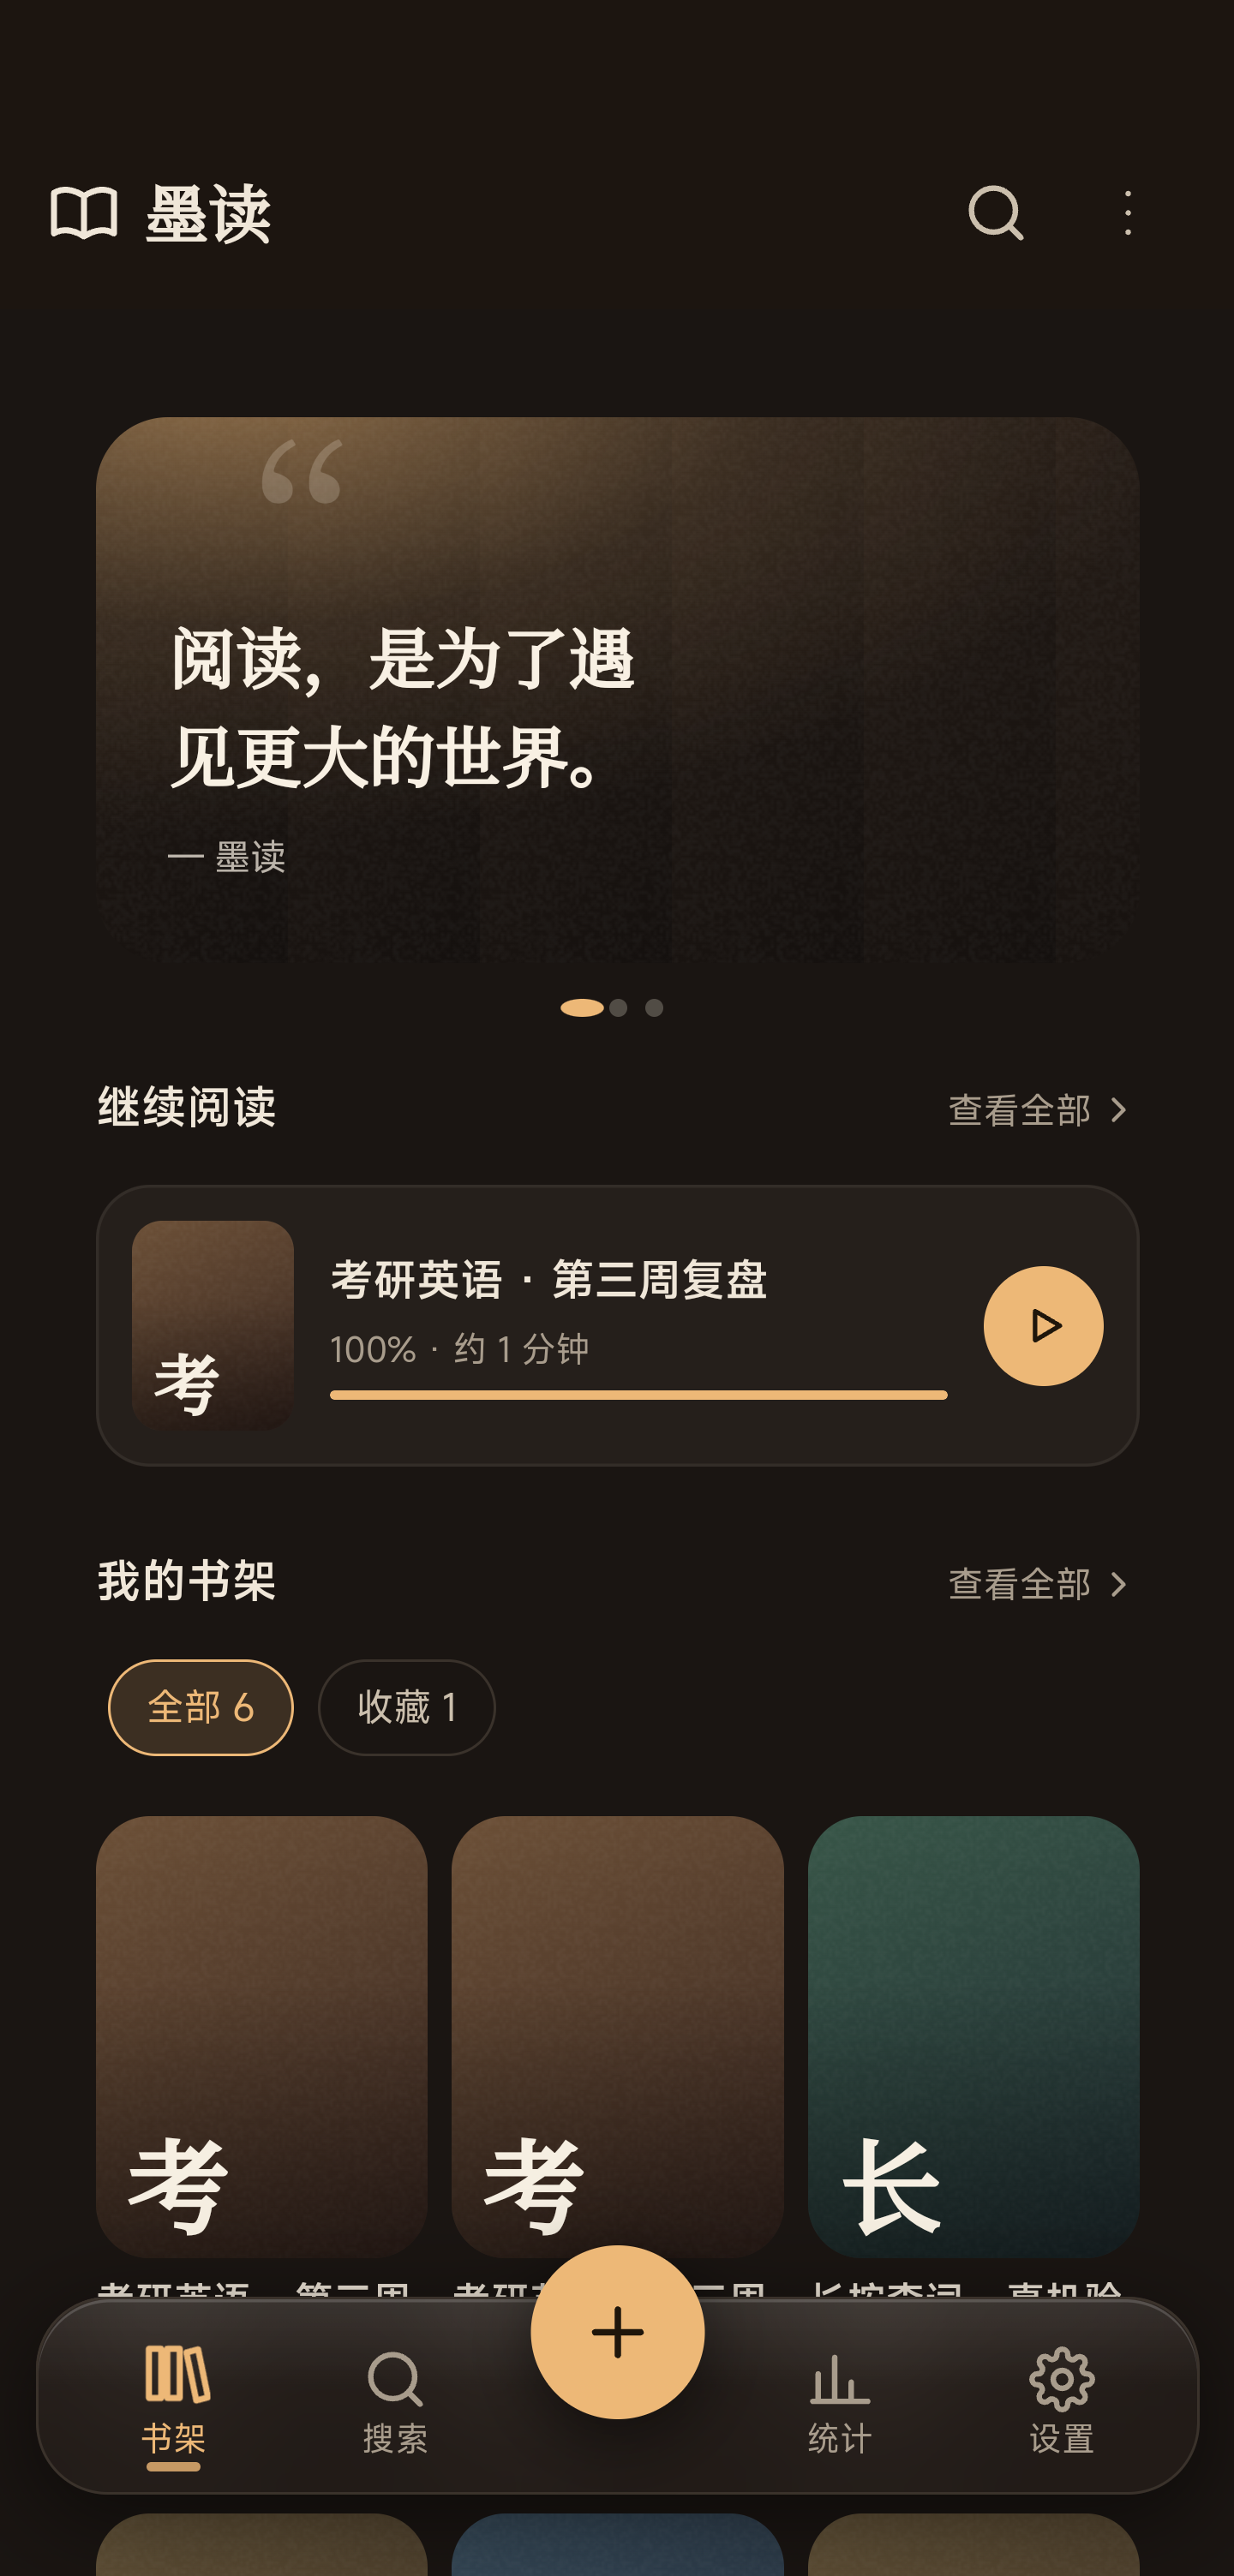 墨读
“
阅读，是为了遇
见更大的世界。
— 墨读
继续阅读
查看全部
考
考研英语 · 第三周复盘
100% · 约 1 分钟
我的书架
查看全部
全部 6
收藏 1
考
考
长
书架
搜索
统计
设置